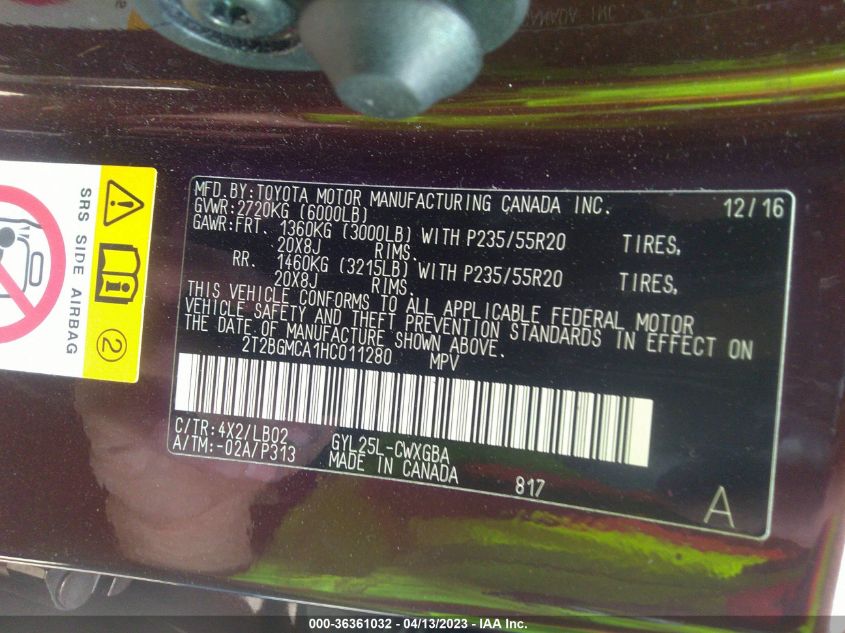 MFD. BY: TOYOTA MOTOR MANUFACTURING CANADA INC. 12/16
GVWR: 2720KG (6000LB)
GAWR: FRT. 1360KG (3000LB) WITH P235/55R20 TIRES,
20X8J RIMS.
RR. 1460KG (3215LB) WITH P235/55R20 TIRES,
20X8J RIMS.
THIS VEHICLE CONFORMS TO ALL APPLICABLE FEDERAL MOTOR
VEHICLE SAFETY AND THEFT PREVENTION STANDARDS IN EFFECT ON
THE DATE OF MANUFACTURE SHOWN ABOVE.
2T2BGMCA1HC011280 MPV
C/TR: 4X2/LB02 GYL25L-CWXGBA
A/TM: -02A/P313 MADE IN CANADA 817
A
SRS SIDE AIRBAG
2
000-36361032 - 04/13/2023 - IAA Inc.